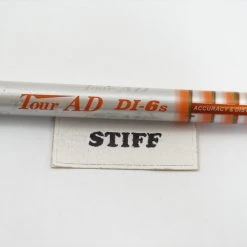 Tour AD DI-6s ACCURACY & DIS
STIFF